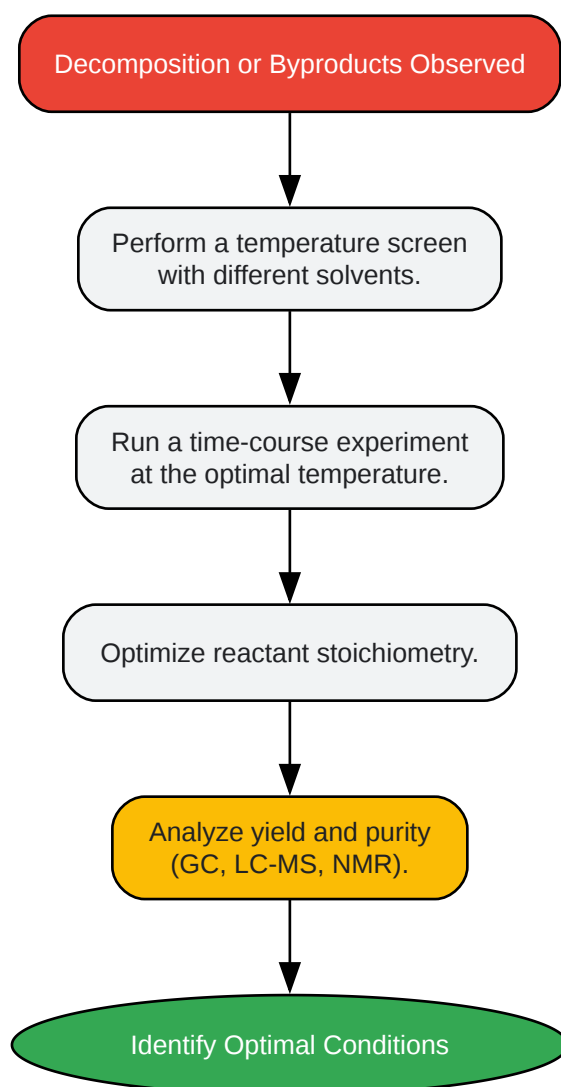 Decomposition or Byproducts Observed
Perform a temperature screen
with different solvents.
Run a time-course experiment
at the optimal temperature.
Optimize reactant stoichiometry.
Analyze yield and purity
(GC, LC-MS, NMR).
Identify Optimal Conditions